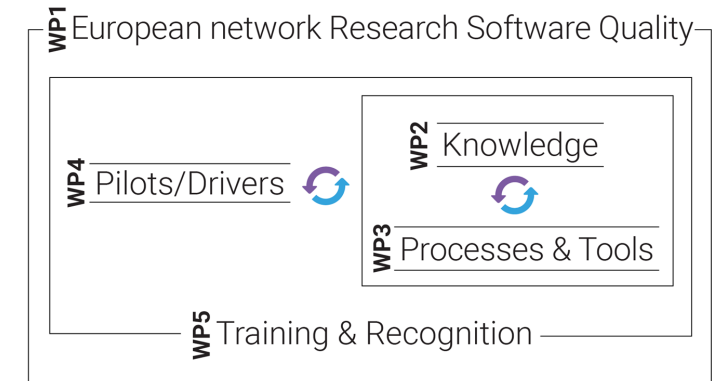 WP1 European network Research Software Quality
WP2 Knowledge
WP4 Pilots/Drivers
WP3 Processes & Tools
WP5 Training & Recognition